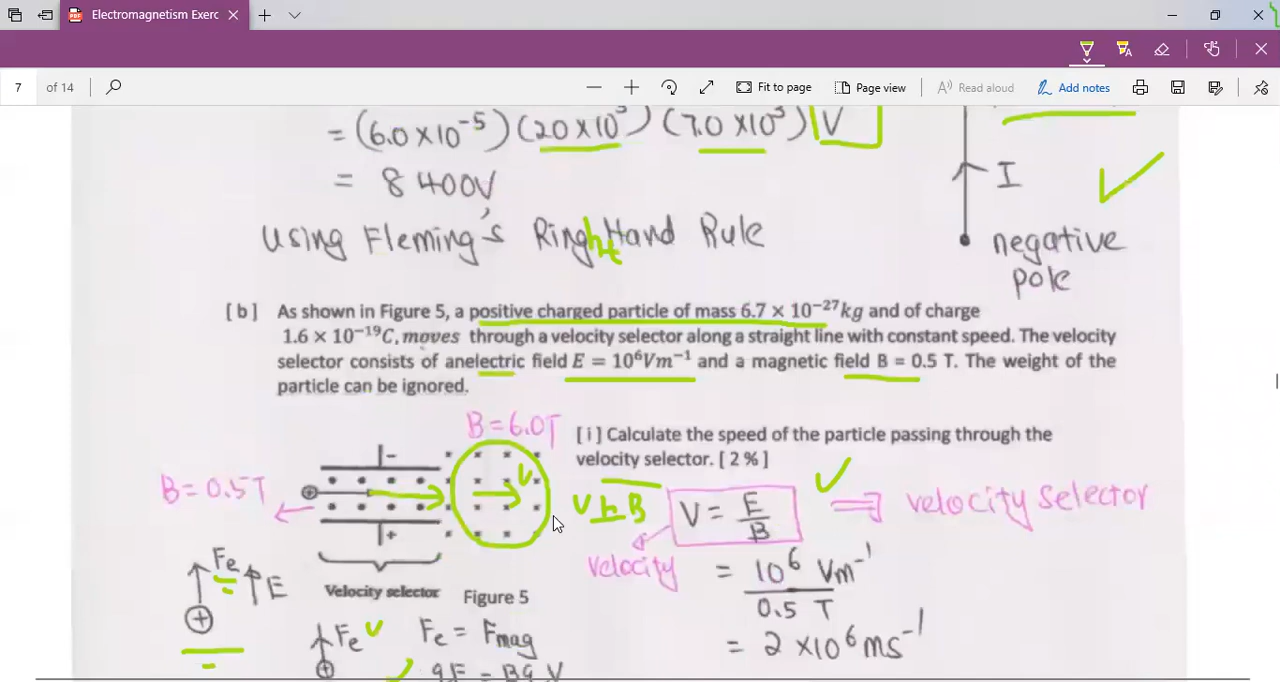 Electromagnetism Exerc
7 of 14
Fit to page
Page view
Read aloud
Add notes
= (6.0×10⁻⁵) (20×10³) (7.0×10³) V
= 8400V
I
Using Fleming's Ringht Hand Rule
negative
pole
[b] As shown in Figure 5, a positive charged particle of mass 6.7 × 10⁻²⁷kg and of charge
1.6 × 10⁻¹⁹C, moves through a velocity selector along a straight line with constant speed. The velocity
selector consists of anelectric field E = 10⁶Vm⁻¹ and a magnetic field B = 0.5 T. The weight of the
particle can be ignored.
B=6.0T
[i] Calculate the speed of the particle passing through the
velocity selector. [ 2% ]
B=0.5T
V
V ⊥ B
V = E/B ⇒ velocity selector
velocity
= 10⁶ Vm⁻¹ / 0.5 T
= 2×10⁶ms⁻¹
Fe E
Velocity selector
Figure 5
Fe
Fe = Fmag
qE = BqV